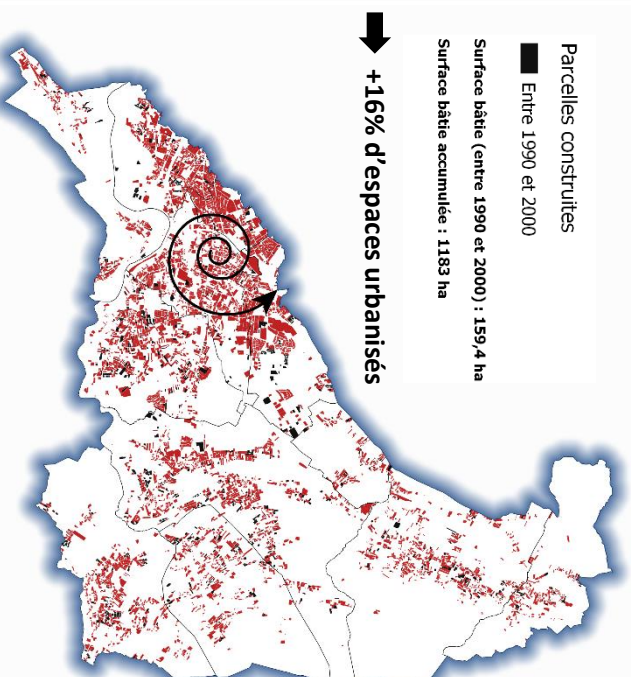 Parcelles construites
Entre 1990 et 2000
Surface bâtie (entre 1990 et 2000) : 159,4 ha
Surface bâtie accumulée : 1183 ha
+16% d’espaces urbanisés